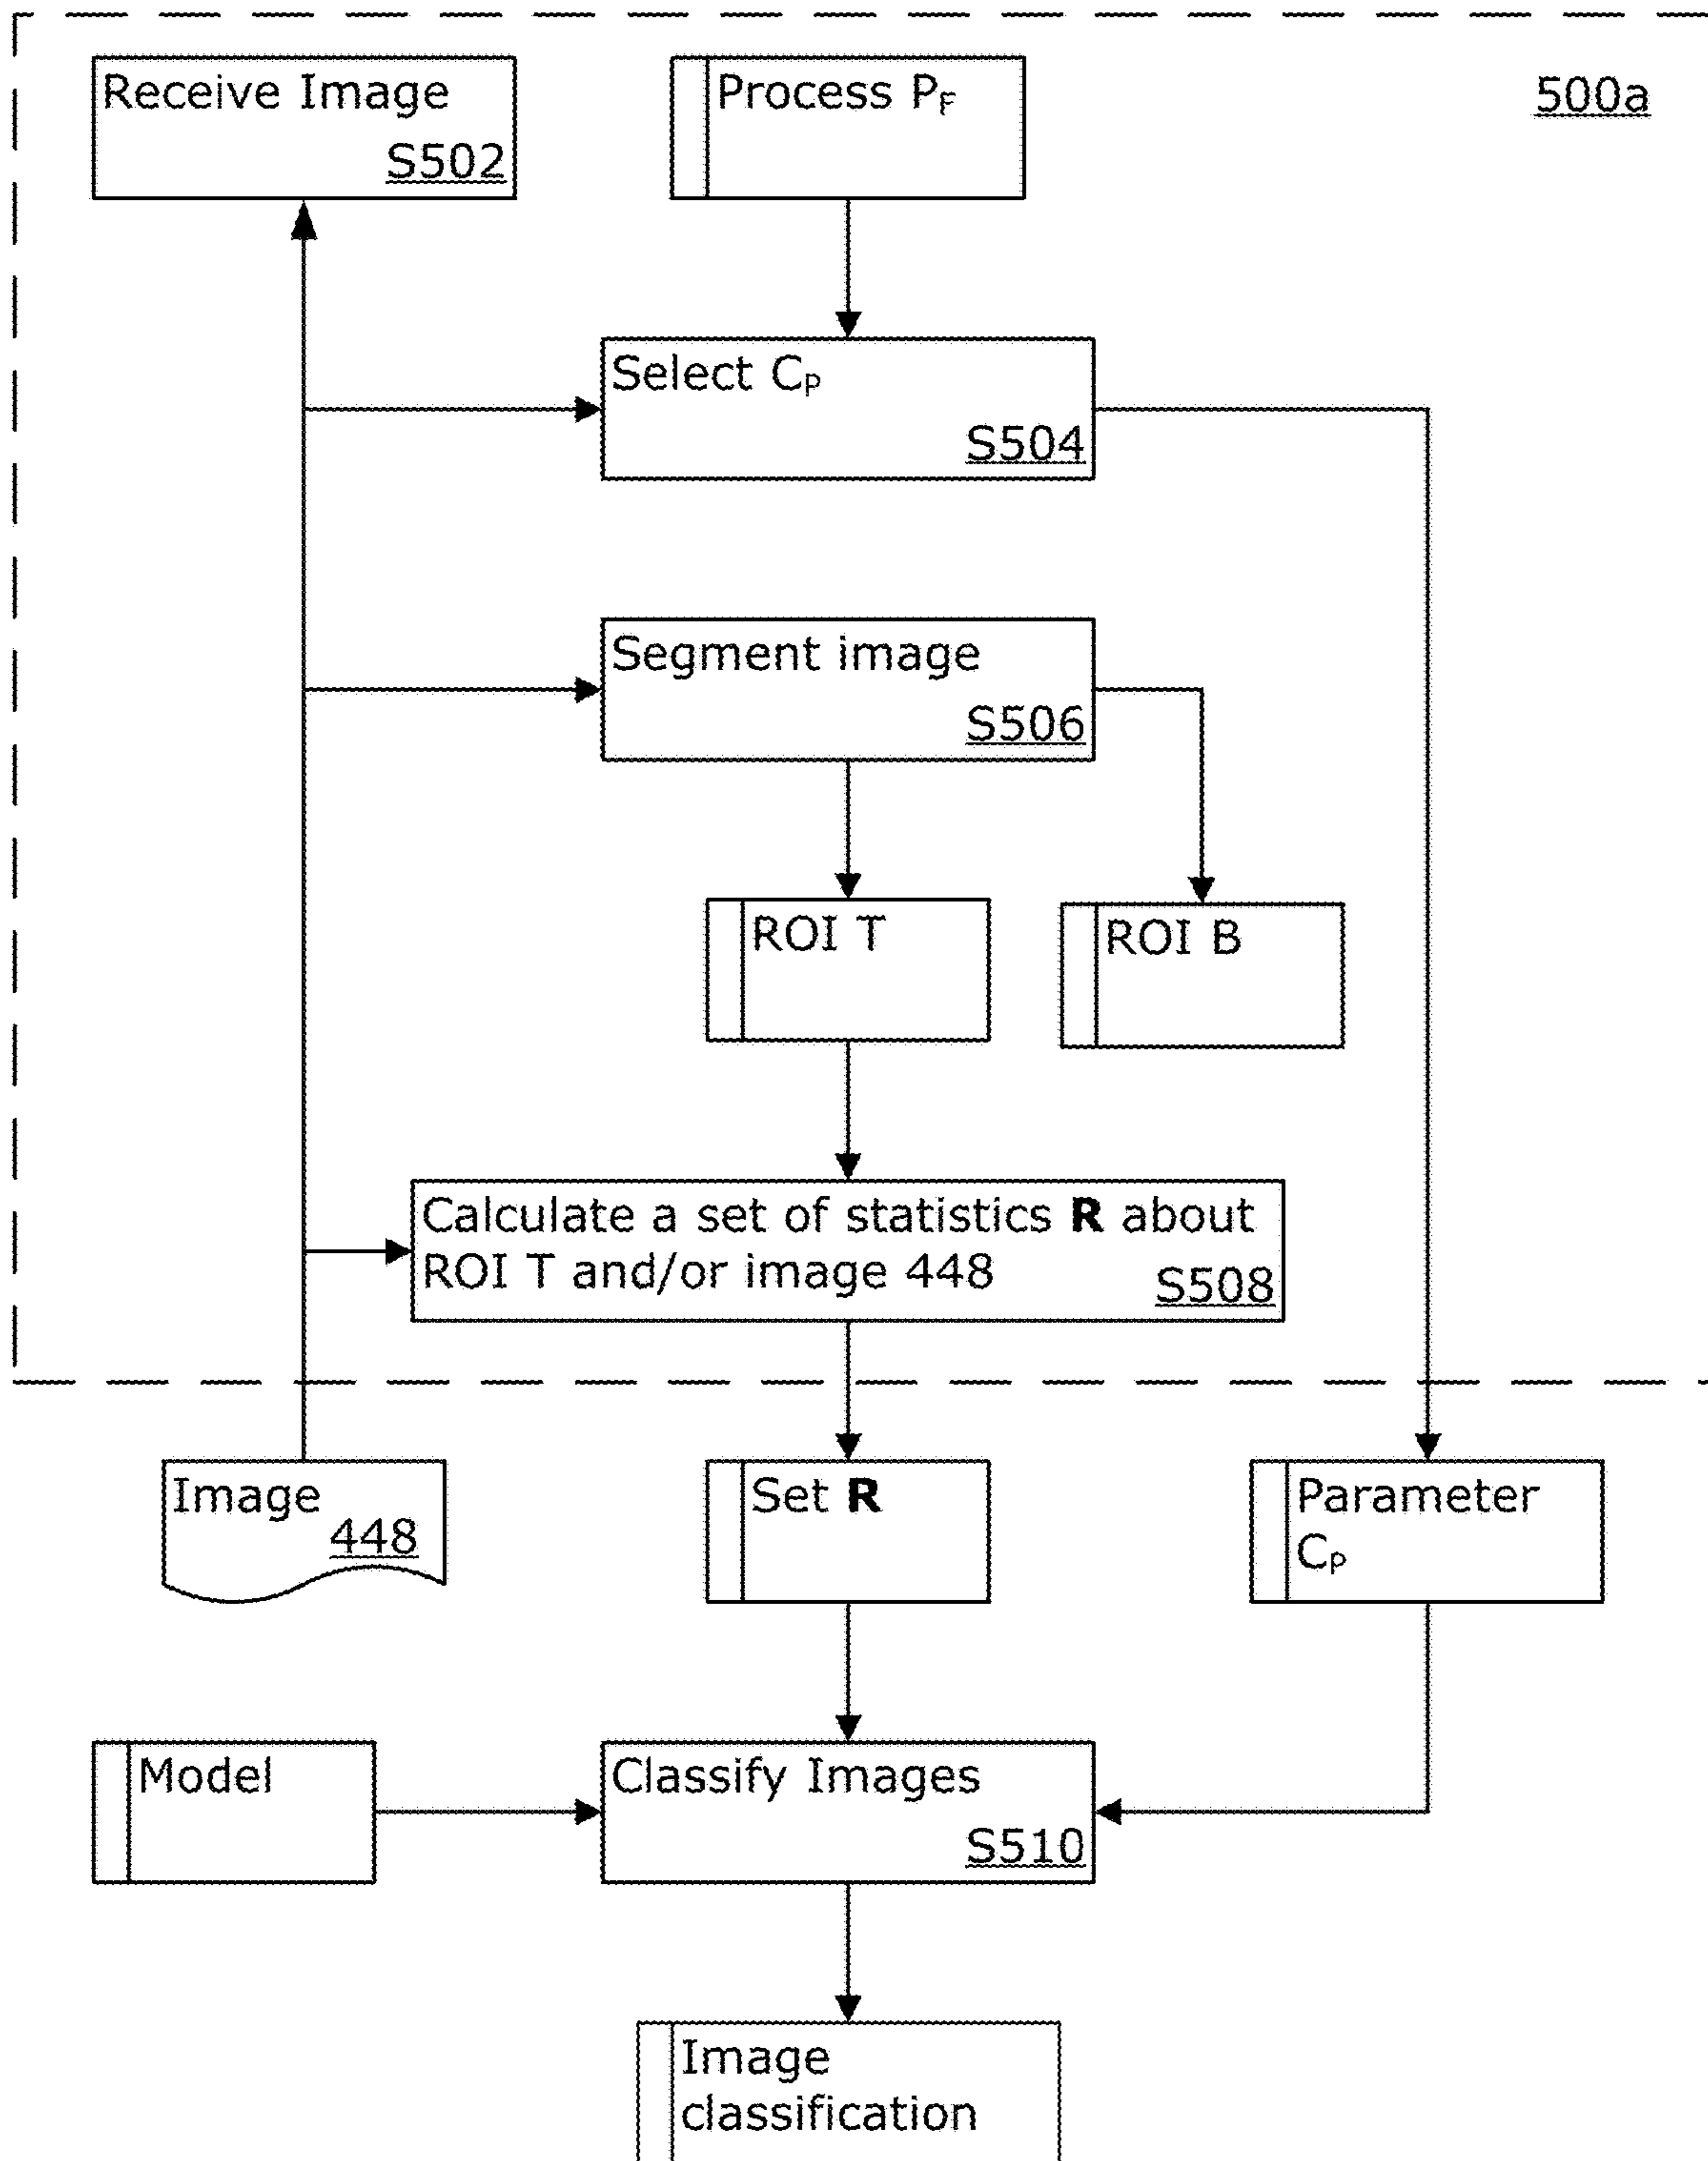 Receive Image
S502
Process PF
500a
Select CP
S504
Segment image
S506
ROI T
ROI B
Calculate a set of statistics R about
ROI T and/or image 448
S508
Image
448
Set R
Parameter
CP
Model
Classify Images
S510
Image
classification